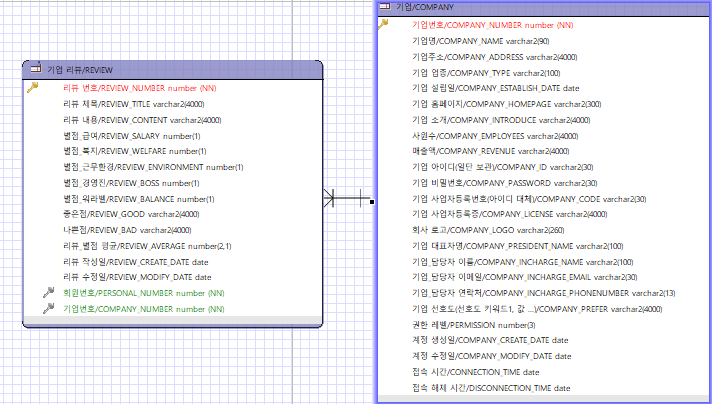 기업 리뷰/REVIEW
리뷰 번호/REVIEW_NUMBER number (NN)
리뷰 제목/REVIEW_TITLE varchar2(4000)
리뷰 내용/REVIEW_CONTENT varchar2(4000)
별점_급여/REVIEW_SALARY number(1)
별점_복지/REVIEW_WELFARE number(1)
별점_근무환경/REVIEW_ENVIRONMENT number(1)
별점_경영진/REVIEW_BOSS number(1)
별점_워라밸/REVIEW_BALANCE number(1)
좋은점/REVIEW_GOOD varchar2(4000)
나쁜점/REVIEW_BAD varchar2(4000)
리뷰_별점 평균/REVIEW_AVERAGE number(2,1)
리뷰 작성일/REVIEW_CREATE_DATE date
리뷰 수정일/REVIEW_MODIFY_DATE date
회원번호/PERSONAL_NUMBER number (NN)
기업번호/COMPANY_NUMBER number (NN)
기업/COMPANY
기업번호/COMPANY_NUMBER number (NN)
기업명/COMPANY_NAME varchar2(90)
기업주소/COMPANY_ADDRESS varchar2(4000)
기업 업종/COMPANY_TYPE varchar2(100)
기업 설립일/COMPANY_ESTABLISH_DATE date
기업 홈페이지/COMPANY_HOMEPAGE varchar2(300)
기업 소개/COMPANY_INTRODUCE varchar2(4000)
사원수/COMPANY_EMPLOYEES varchar2(4000)
매출액/COMPANY_REVENUE varchar2(4000)
기업 아이디(일단 보관)/COMPANY_ID varchar2(30)
기업 비밀번호/COMPANY_PASSWORD varchar2(30)
기업 사업자등록번호(아이디 대체)/COMPANY_CODE varchar2(30)
기업 사업자등록증/COMPANY_LICENSE varchar2(4000)
회사 로고/COMPANY_LOGO varchar2(260)
기업 대표자명/COMPANY_PRESIDENT_NAME varchar2(100)
기업_담당자 이름/COMPANY_INCHARGE_NAME varchar2(100)
기업_담당자 이메일/COMPANY_INCHARGE_EMAIL varchar2(30)
기업_담당자 연락처/COMPANY_INCHARGE_PHONENUMBER varchar2(13)
기업 선호도(선호도 키워드1, 값 ...)/COMPANY_PREFER varchar2(4000)
권한 레벨/PERMISSION number(3)
계정 생성일/COMPANY_CREATE_DATE date
계정 수정일/COMPANY_MODIFY_DATE date
접속 시간/CONNECTION_TIME date
접속 해제 시간/DISCONNECTION_TIME date